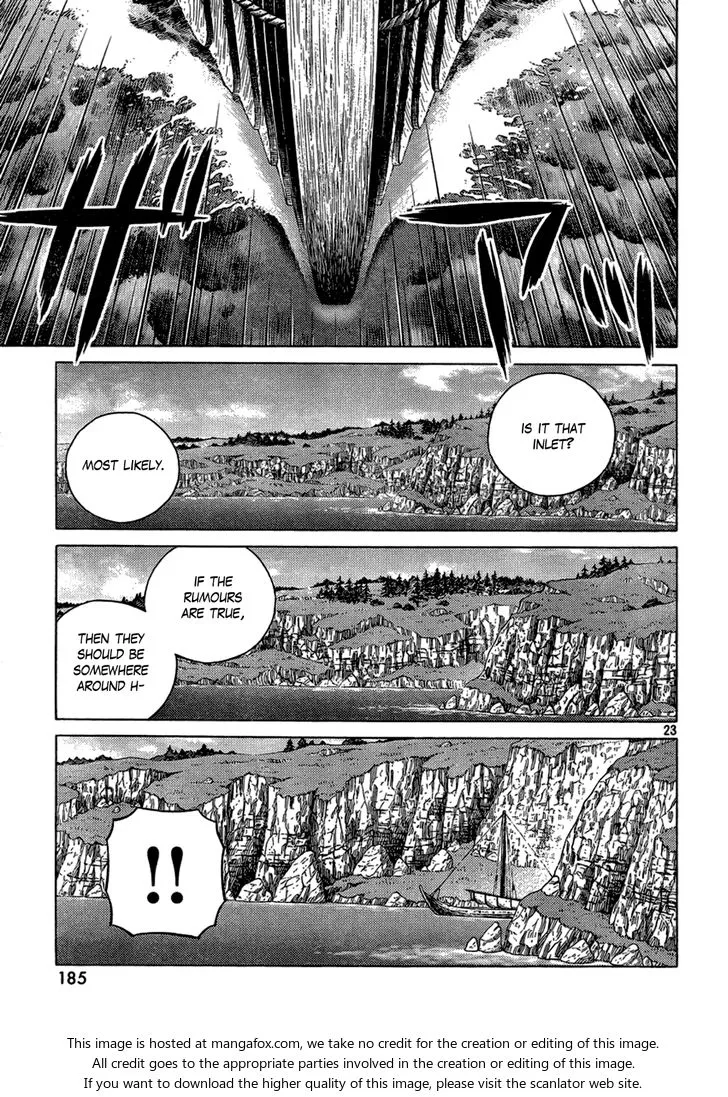 ザアッ
IS IT THAT
INLET?
MOST LIKELY.
IF THE
RUMOURS
ARE TRUE,
THEN THEY
SHOULD BE
SOMEWHERE
AROUND H-
23
!!
185
This image is hosted at mangafox.com, we take no credit for the creation or editing of this image.
All credit goes to the appropriate parties involved in the creation or editing of this image.
If you want to download the higher quality of this image, please visit the scanlator web site.